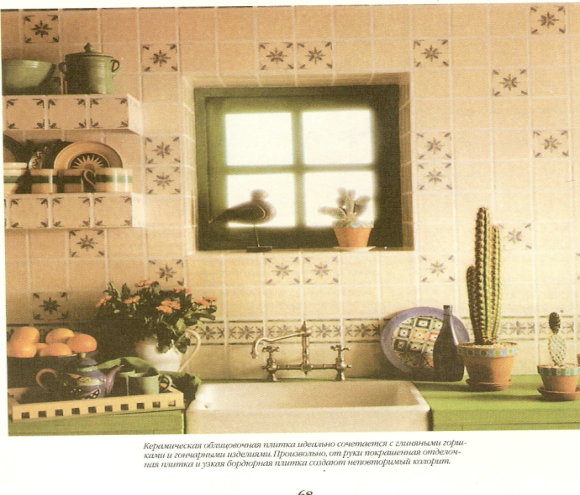 Керамическая облицовочная плитка идеально сочетается с глиняными горш-
ками и гончарными изделиями. Произвольно, от руки покрашенная отделоч-
ная плитка и узкая бордюрная плитка создают неповторимый колорит.
68